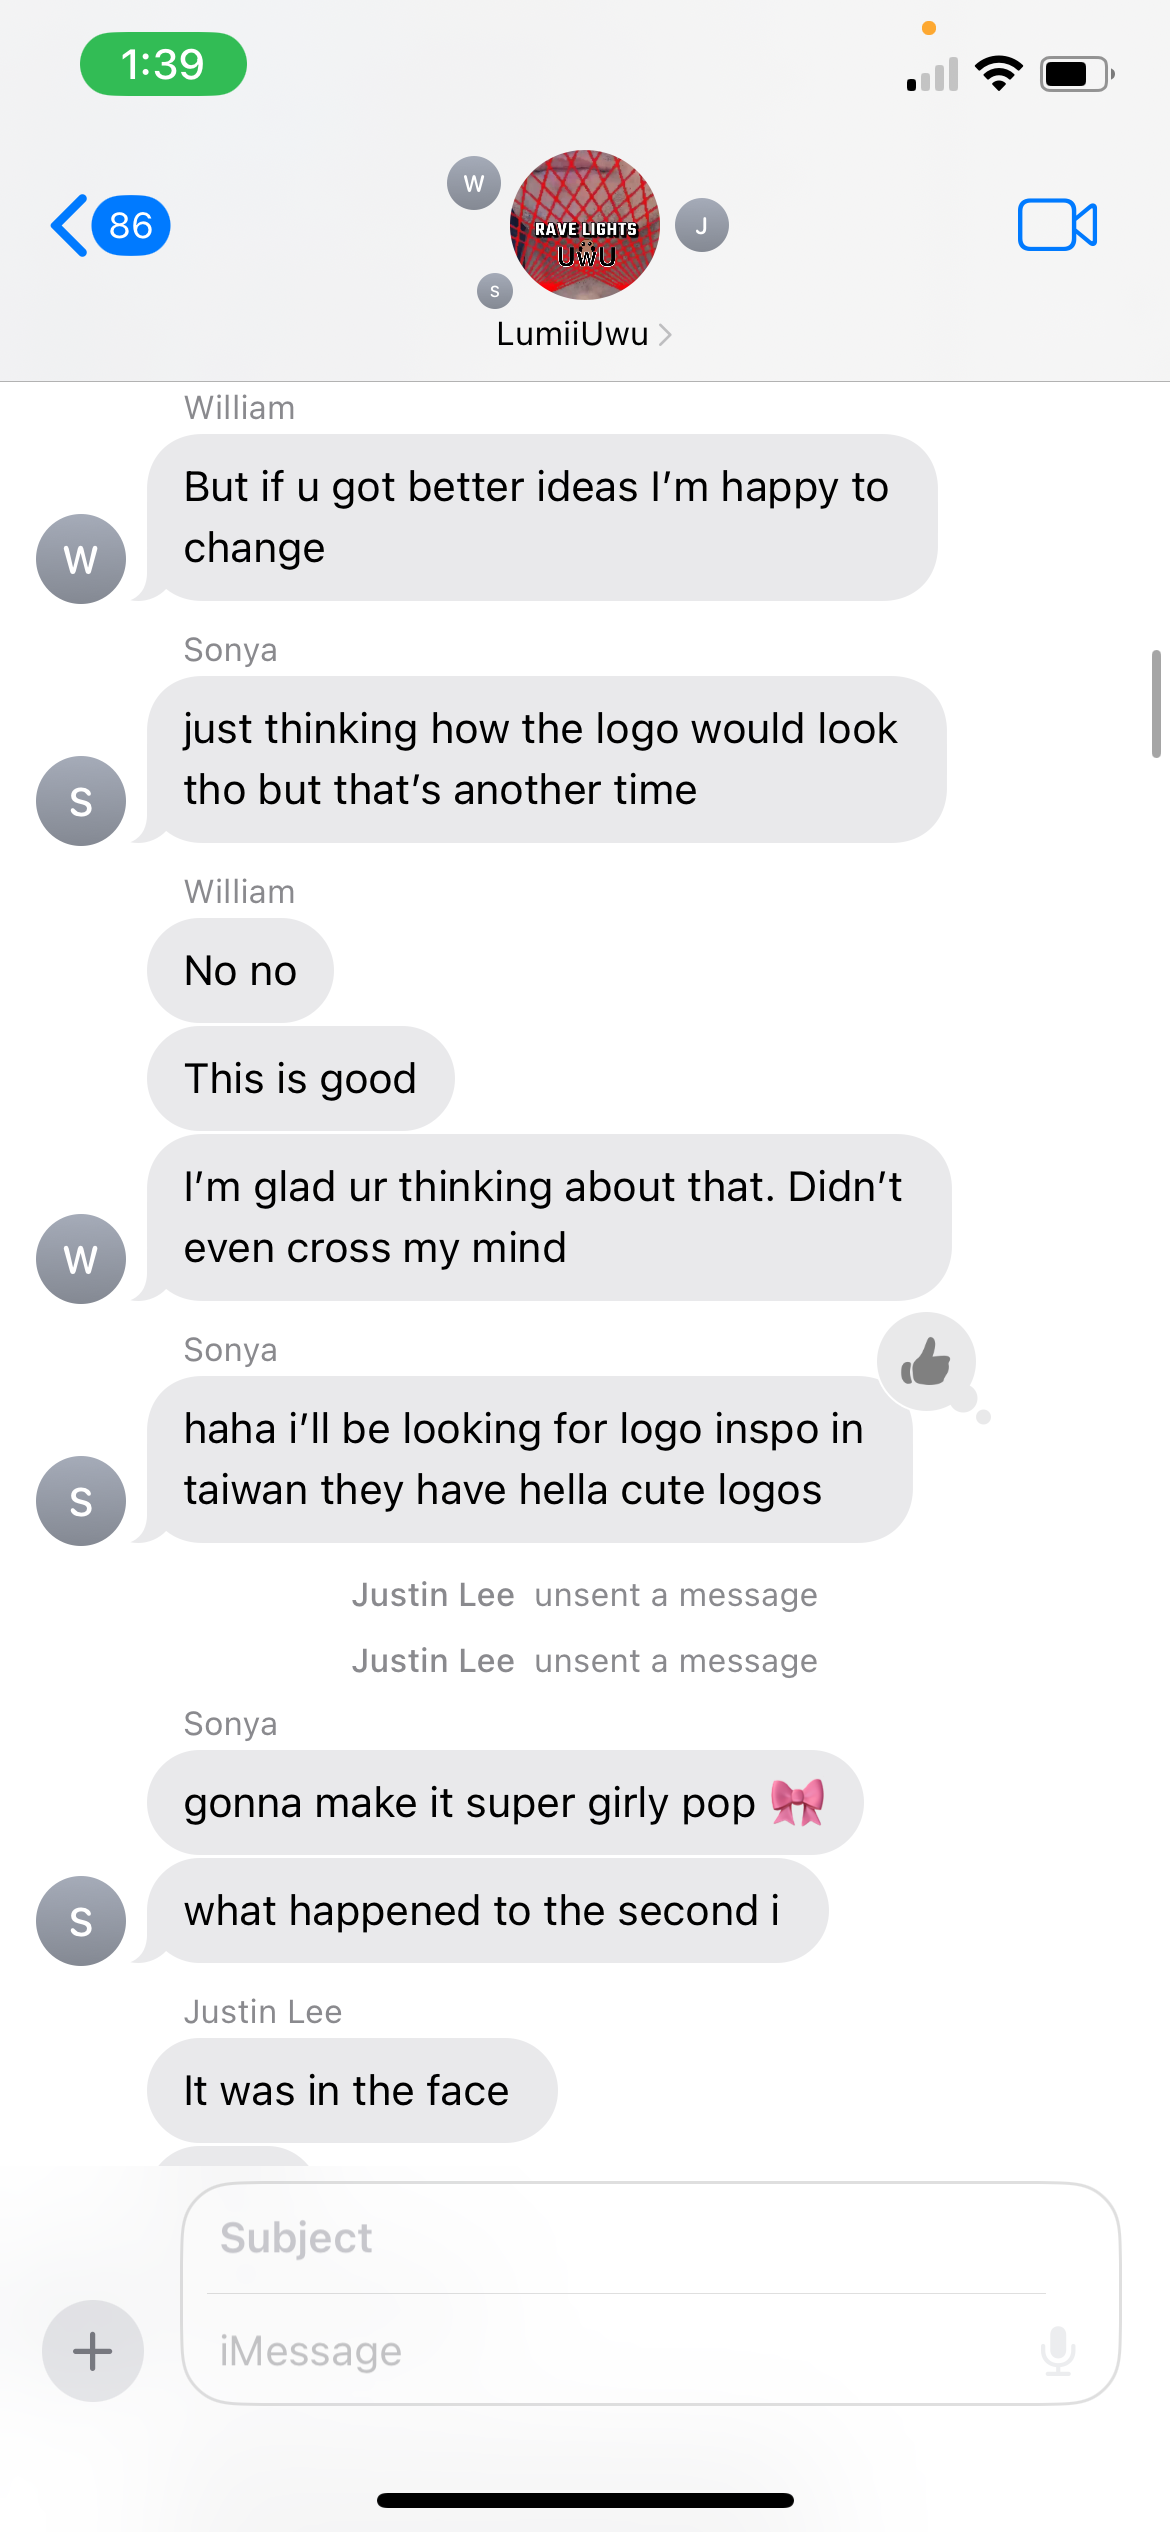 1:39
86
W
RAVE LIGHTS
UWU
J
S
LumiiUwu
William
But if u got better ideas I’m happy to
change
W
Sonya
just thinking how the logo would look
tho but that’s another time
S
William
No no
This is good
I’m glad ur thinking about that. Didn’t
even cross my mind
W
Sonya
haha i’ll be looking for logo inspo in
taiwan they have hella cute logos
S
Justin Lee unsent a message
Justin Lee unsent a message
Sonya
gonna make it super girly pop 🎀
what happened to the second i
S
Justin Lee
It was in the face
Subject
iMessage